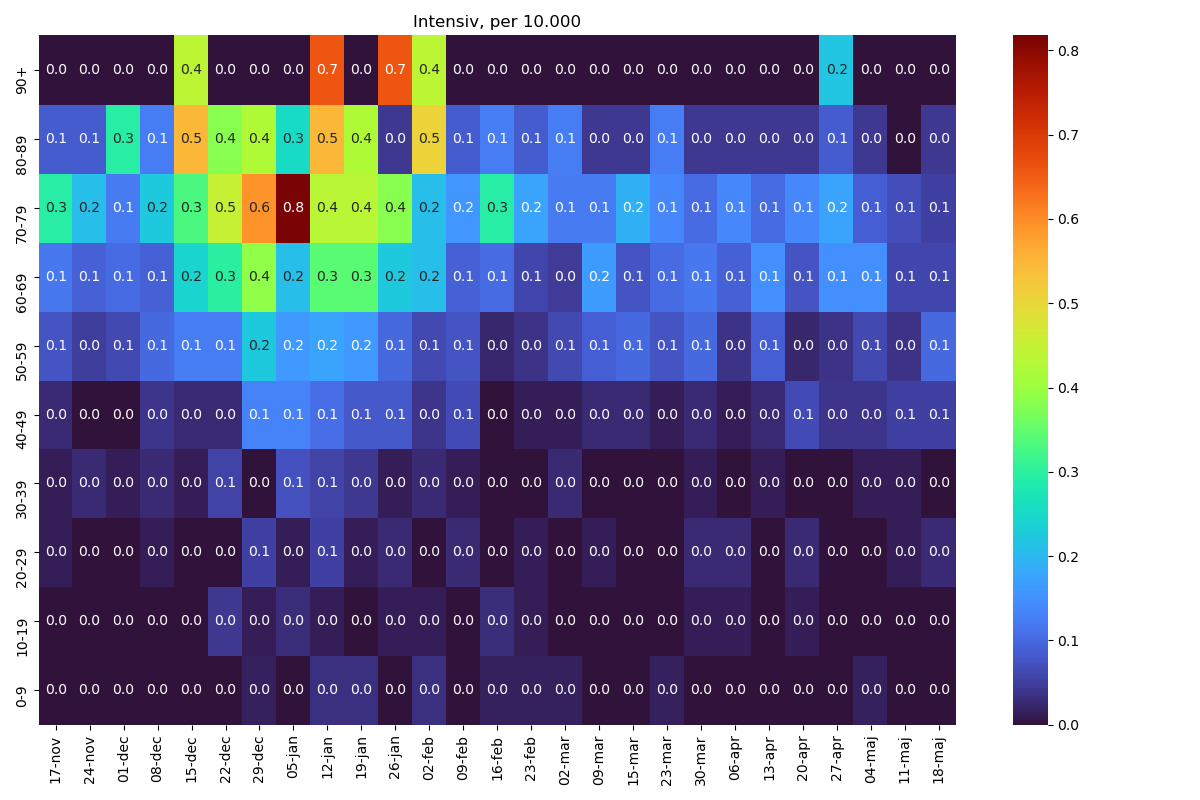 Intensiv, per 10.000
90+ 0.0 0.0 0.0 0.0 0.4 0.0 0.0 0.0 0.7 0.0 0.7 0.4 0.0 0.0 0.0 0.0 0.0 0.0 0.0 0.0 0.0 0.0 0.0 0.2 0.0 0.0 0.0
80-89 0.1 0.1 0.3 0.1 0.5 0.4 0.4 0.3 0.5 0.4 0.0 0.5 0.1 0.1 0.1 0.1 0.0 0.0 0.1 0.0 0.0 0.0 0.0 0.1 0.0 0.0 0.0
70-79 0.3 0.2 0.1 0.2 0.3 0.5 0.6 0.8 0.4 0.4 0.4 0.2 0.2 0.3 0.2 0.1 0.1 0.2 0.1 0.1 0.1 0.1 0.1 0.2 0.1 0.1 0.1
60-69 0.1 0.1 0.1 0.1 0.2 0.3 0.4 0.2 0.3 0.3 0.2 0.2 0.1 0.1 0.1 0.0 0.2 0.1 0.1 0.1 0.1 0.1 0.1 0.1 0.1 0.1 0.1
50-59 0.1 0.0 0.1 0.1 0.1 0.1 0.2 0.2 0.2 0.2 0.1 0.1 0.1 0.0 0.0 0.1 0.1 0.1 0.1 0.1 0.0 0.1 0.0 0.0 0.1 0.0 0.1
40-49 0.0 0.0 0.0 0.0 0.0 0.0 0.1 0.1 0.1 0.1 0.1 0.0 0.1 0.0 0.0 0.0 0.0 0.0 0.0 0.0 0.0 0.0 0.1 0.0 0.0 0.1 0.1
30-39 0.0 0.0 0.0 0.0 0.0 0.1 0.0 0.1 0.1 0.0 0.0 0.0 0.0 0.0 0.0 0.0 0.0 0.0 0.0 0.0 0.0 0.0 0.0 0.0 0.0 0.0 0.0
20-29 0.0 0.0 0.0 0.0 0.0 0.0 0.1 0.0 0.1 0.0 0.0 0.0 0.0 0.0 0.0 0.0 0.0 0.0 0.0 0.0 0.0 0.0 0.0 0.0 0.0 0.0 0.0
10-19 0.0 0.0 0.0 0.0 0.0 0.0 0.0 0.0 0.0 0.0 0.0 0.0 0.0 0.0 0.0 0.0 0.0 0.0 0.0 0.0 0.0 0.0 0.0 0.0 0.0 0.0 0.0
0-9 0.0 0.0 0.0 0.0 0.0 0.0 0.0 0.0 0.0 0.0 0.0 0.0 0.0 0.0 0.0 0.0 0.0 0.0 0.0 0.0 0.0 0.0 0.0 0.0 0.0 0.0 0.0
17-nov 24-nov 01-dec 08-dec 15-dec 22-dec 29-dec 05-jan 12-jan 19-jan 26-jan 02-feb 09-feb 16-feb 23-feb 02-mar 09-mar 15-mar 23-mar 30-mar 06-apr 13-apr 20-apr 27-apr 04-maj 11-maj 18-maj
0.8
0.7
0.6
0.5
0.4
0.3
0.2
0.1
0.0